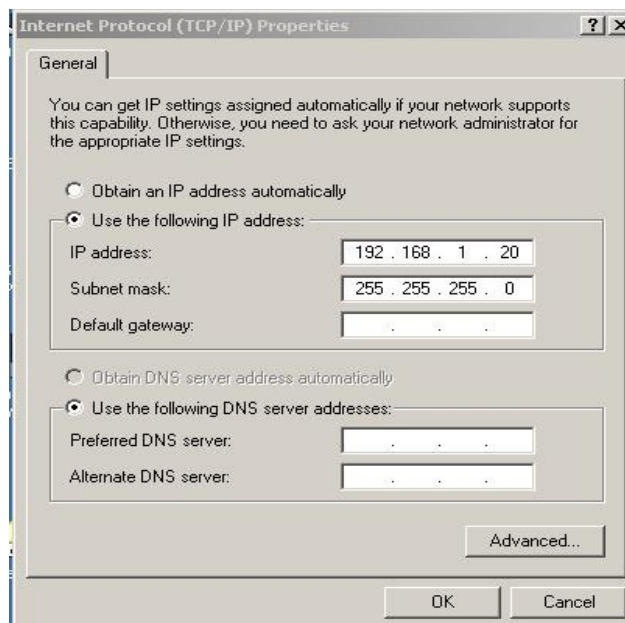 Internet Protocol (TCP/IP) Properties
General
You can get IP settings assigned automatically if your network supports
this capability. Otherwise, you need to ask your network administrator for
the appropriate IP settings.
Obtain an IP address automatically
Use the following IP address:
IP address: 192 . 168 . 1 . 20
Subnet mask: 255 . 255 . 255 . 0
Default gateway: . . .
Obtain DNS server address automatically
Use the following DNS server addresses:
Preferred DNS server: . . .
Alternate DNS server: . . .
Advanced...
OK Cancel